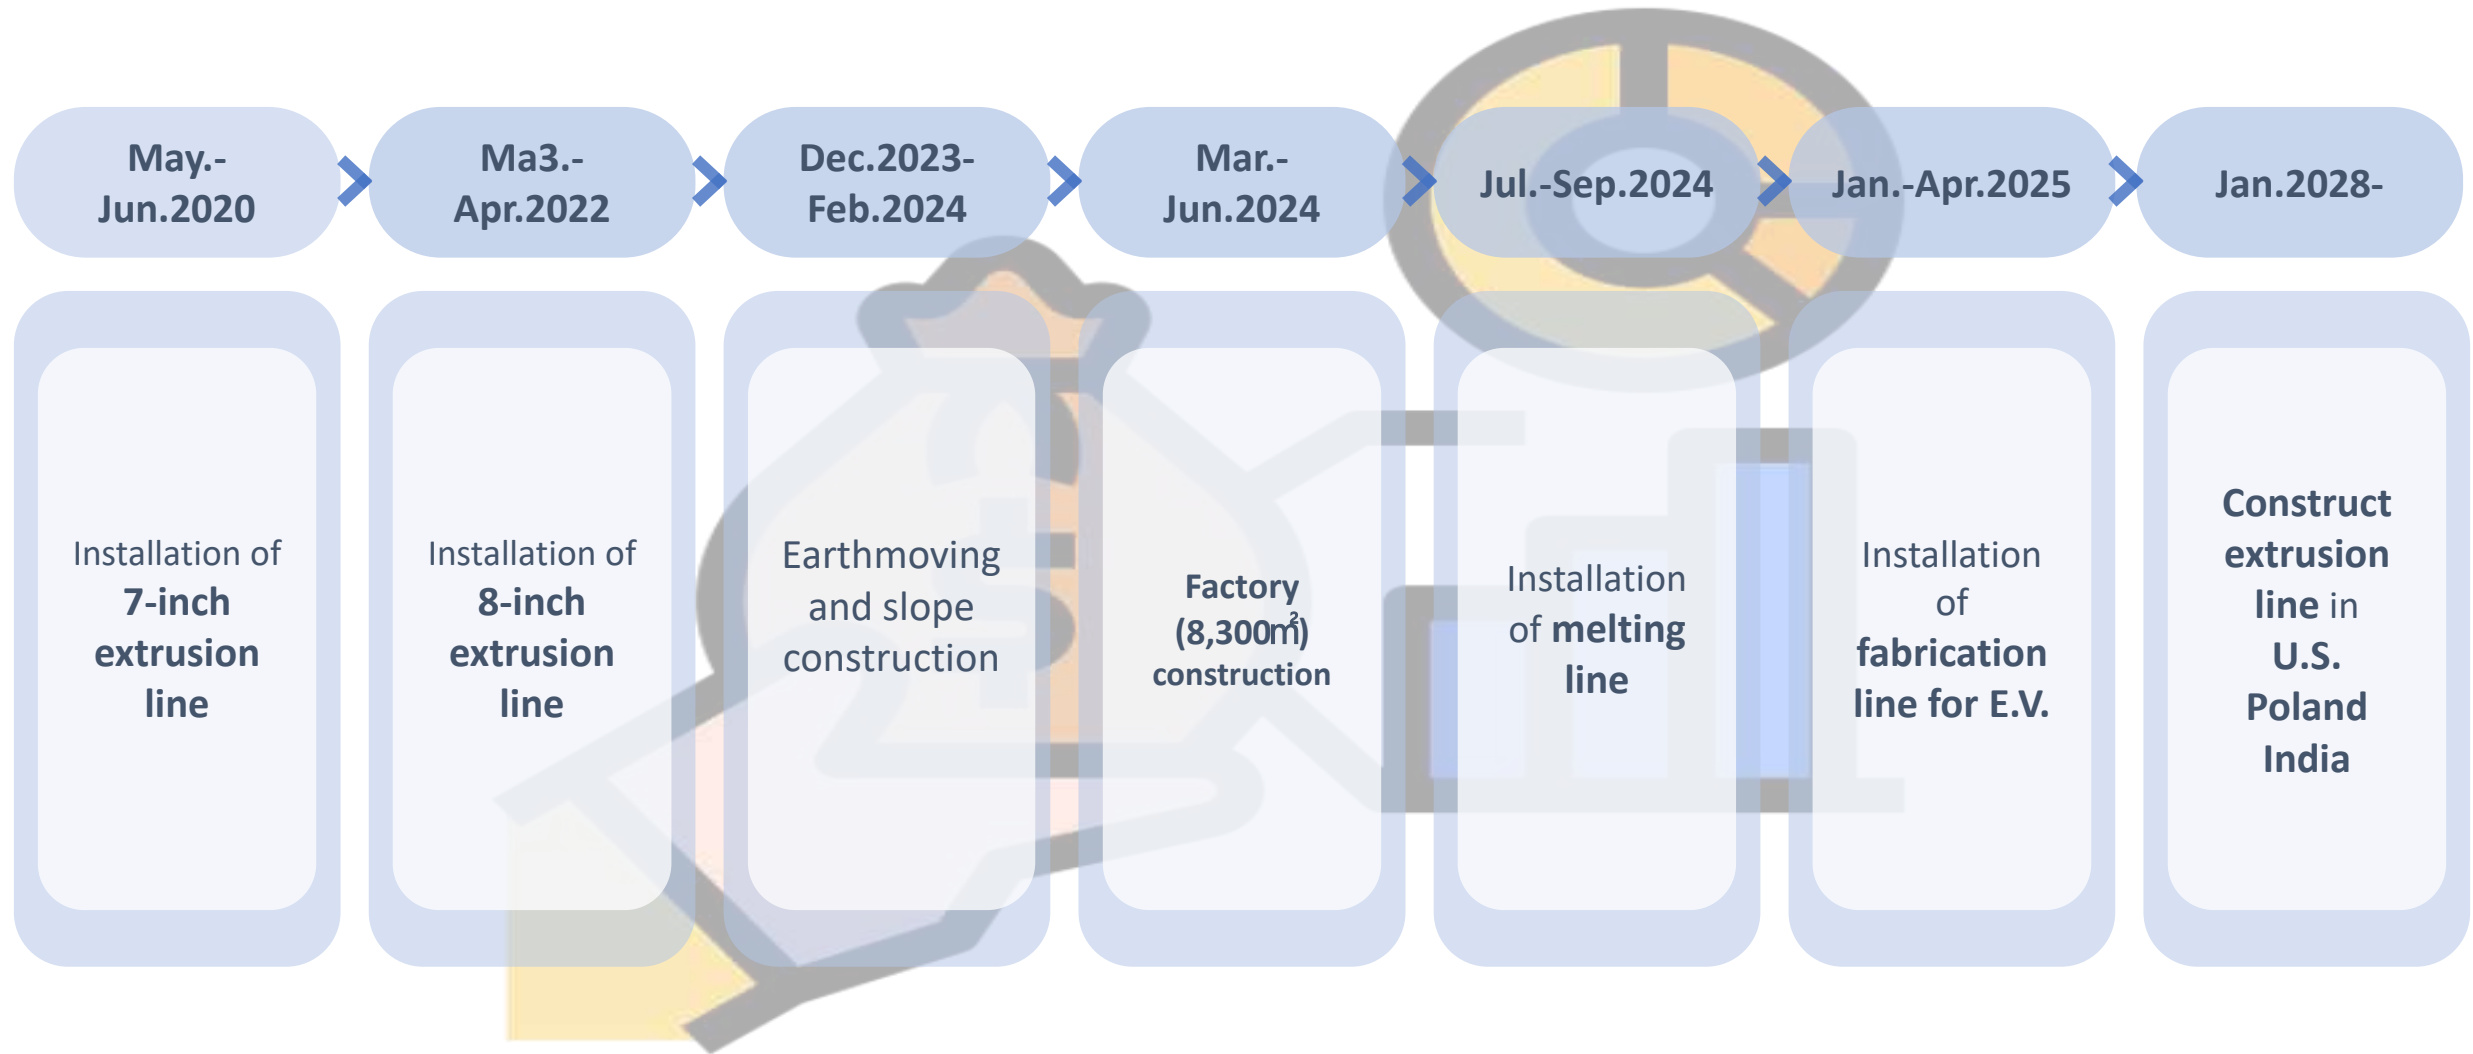 May.-
Jun.2020
Ma3.-
Apr.2022
Dec.2023-
Feb.2024
Mar.-
Jun.2024
Jul.-Sep.2024
Jan.-Apr.2025
Jan.2028-
Installation of
7-inch
extrusion
line
Installation of
8-inch
extrusion
line
Earthmoving
and slope
construction
Factory
(8,300㎡)
construction
Installation
of melting
line
Installation
of
fabrication
line for E.V.
Construct
extrusion
line in
U.S.
Poland
India